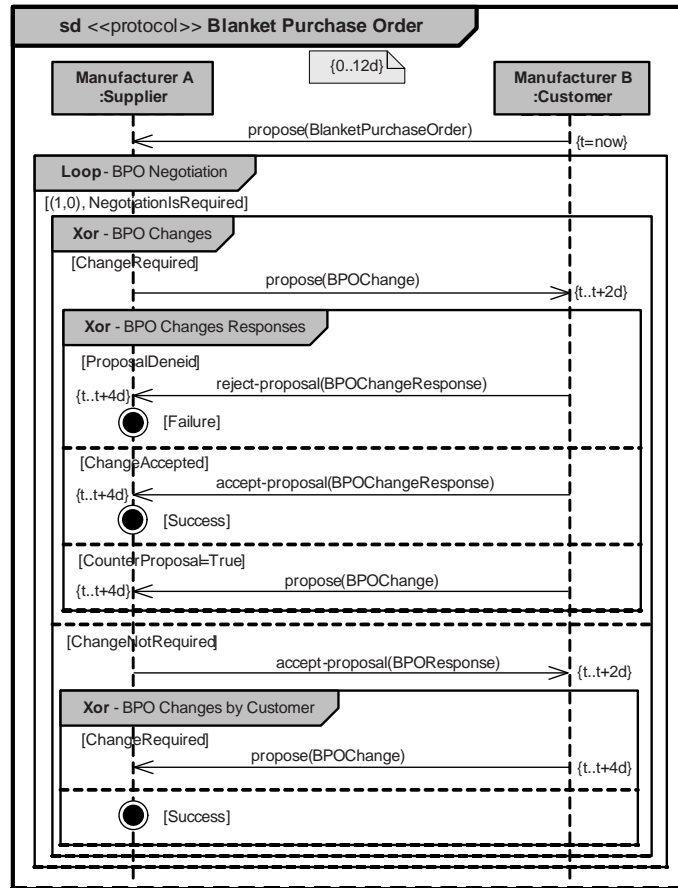 sd <<protocol>> Blanket Purchase Order
{0..12d}
Manufacturer A
:Supplier
Manufacturer B
:Customer
propose(BlanketPurchaseOrder)
{t=now}
Loop - BPO Negotiation
[(1,0), NegotiationIsRequired]
Xor - BPO Changes
[ChangeRequired]
propose(BPOChange)
{t..t+2d}
Xor - BPO Changes Responses
[ProposalDeneid]
reject-proposal(BPOChangeResponse)
{t..t+4d}
[Failure]
[ChangeAccepted]
accept-proposal(BPOChangeResponse)
{t..t+4d}
[Success]
[CounterProposal=True]
propose(BPOChange)
{t..t+4d}
[ChangeNotRequired]
accept-proposal(BPOResponse)
{t..t+2d}
Xor - BPO Changes by Customer
[ChangeRequired]
propose(BPOChange)
{t..t+4d}
[Success]